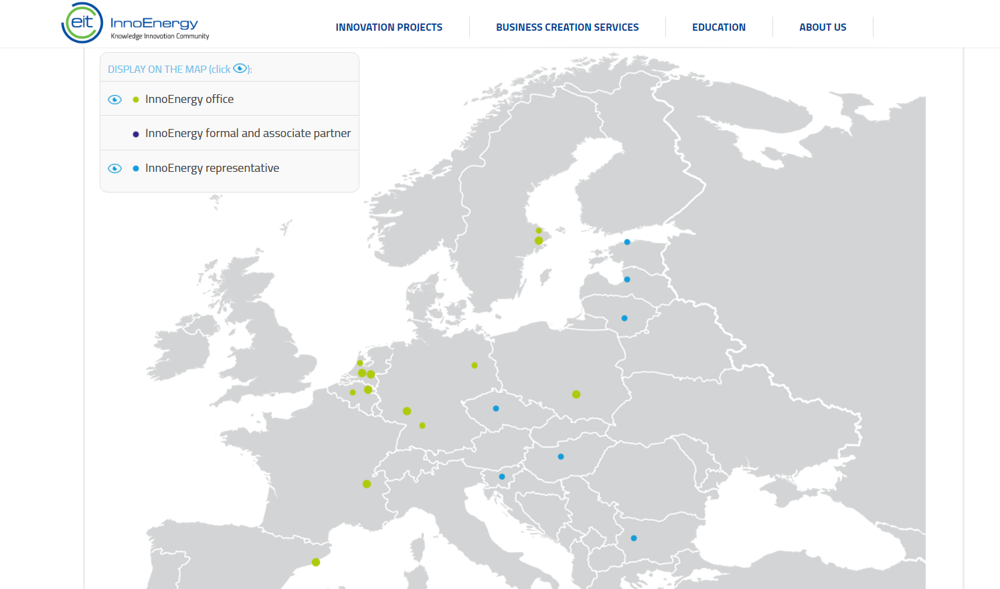 eit InnoEnergy
Knowledge Innovation Community
INNOVATION PROJECTS
BUSINESS CREATION SERVICES
EDUCATION
ABOUT US
DISPLAY ON THE MAP (click ):
InnoEnergy office
InnoEnergy formal and associate partner
InnoEnergy representative